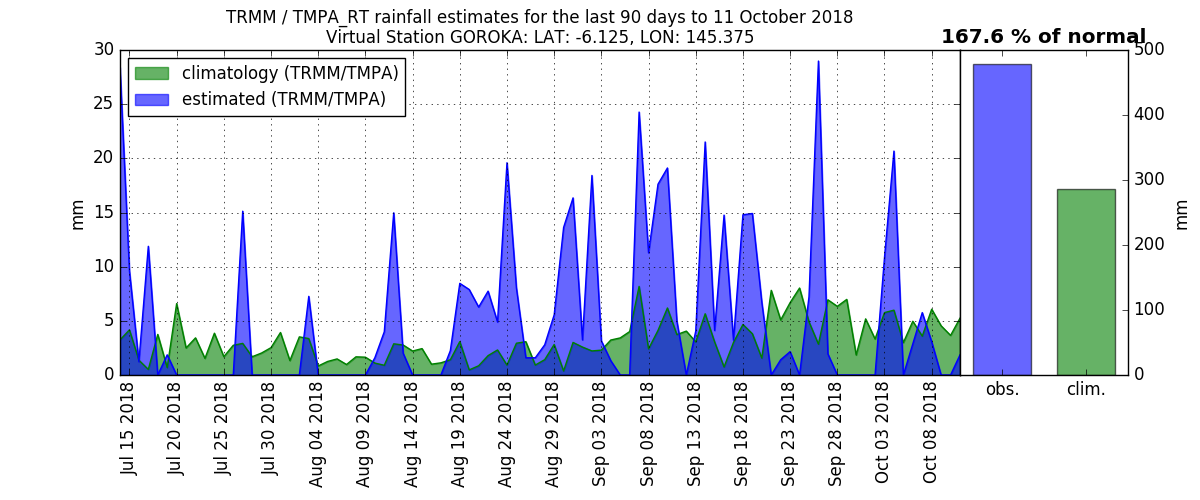 TRMM / TMPA_RT rainfall estimates for the last 90 days to 11 October 2018
Virtual Station GOROKA: LAT: -6.125, LON: 145.375
167.6 % of normal
climatology (TRMM/TMPA)
estimated (TRMM/TMPA)
30
25
20
15
10
5
0
mm
Jul 15 2018
Jul 20 2018
Jul 25 2018
Jul 30 2018
Aug 04 2018
Aug 09 2018
Aug 14 2018
Aug 19 2018
Aug 24 2018
Aug 29 2018
Sep 03 2018
Sep 08 2018
Sep 13 2018
Sep 18 2018
Sep 23 2018
Sep 28 2018
Oct 03 2018
Oct 08 2018
obs.
clim.
500
400
300
200
100
0
mm